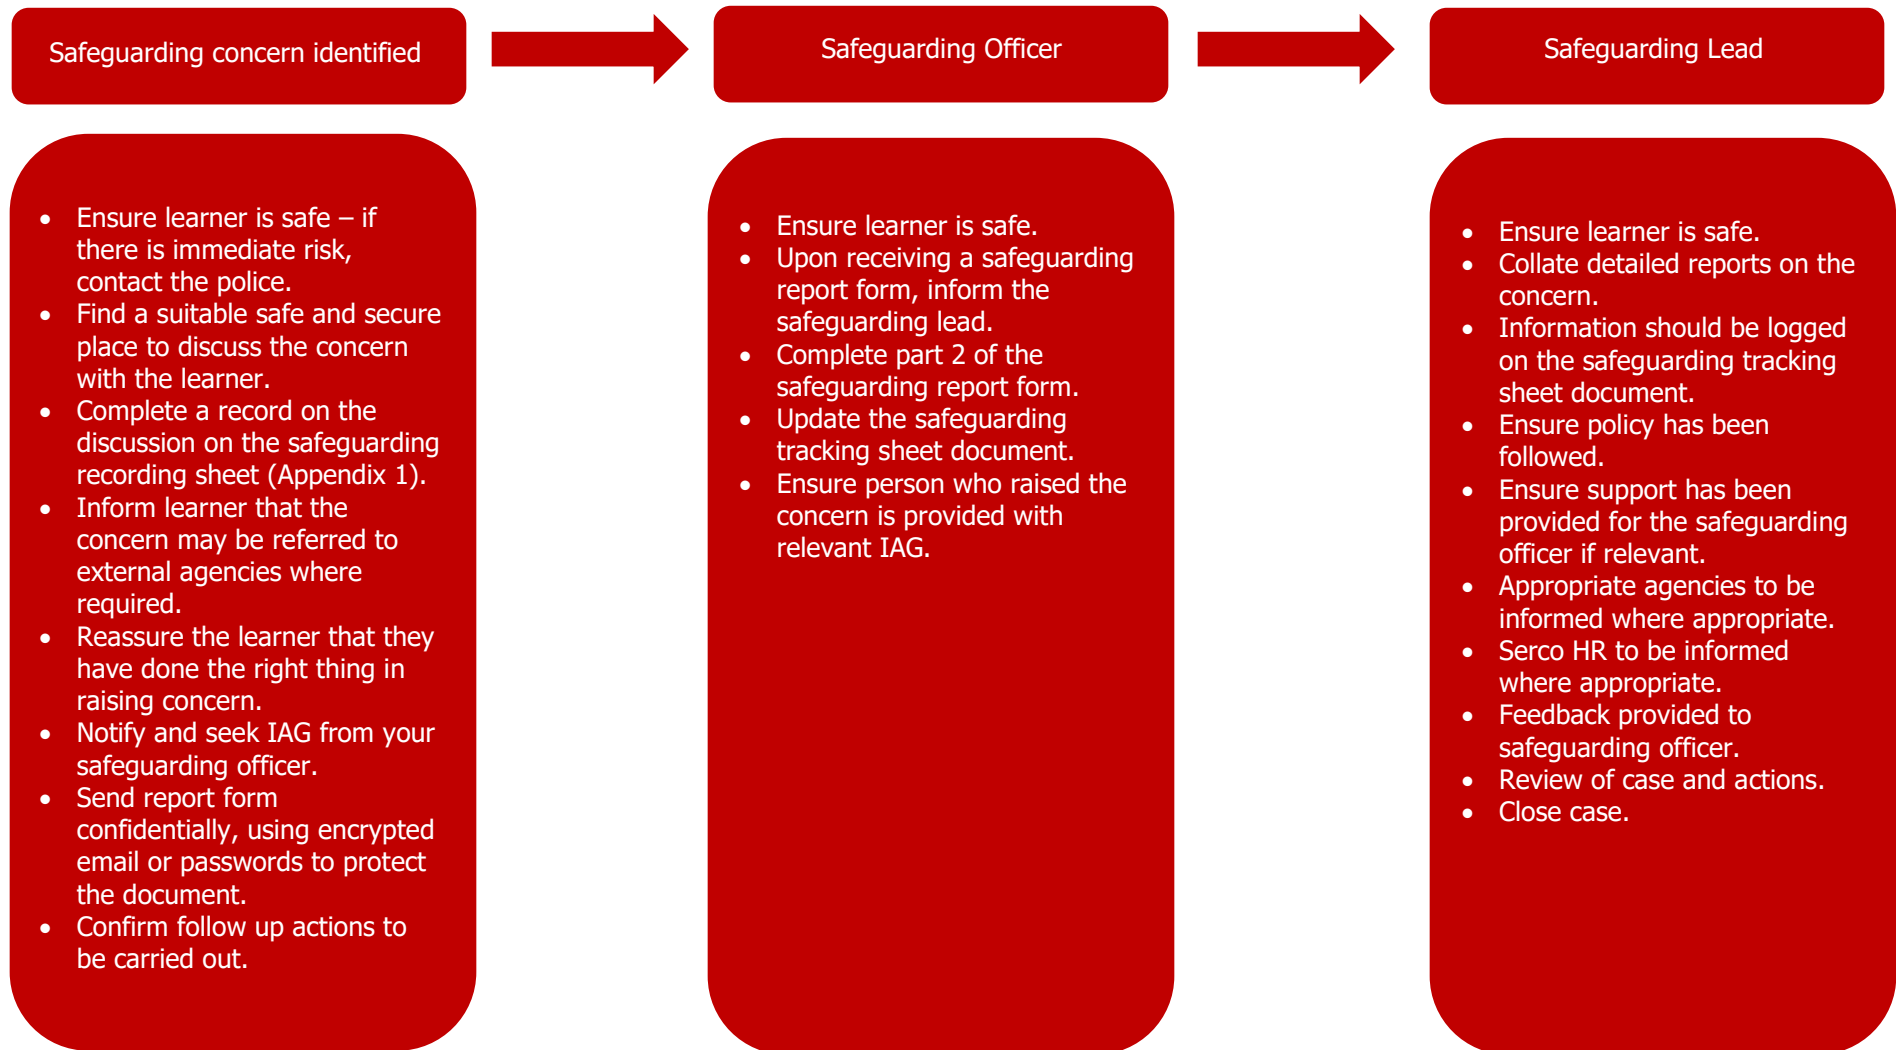 Safeguarding concern identified
Safeguarding Officer
Safeguarding Lead
• Ensure learner is safe – if
there is immediate risk,
contact the police.
• Find a suitable safe and secure
place to discuss the concern
with the learner.
• Complete a record on the
discussion on the safeguarding
recording sheet (Appendix 1).
• Inform learner that the
concern may be referred to
external agencies where
required.
• Reassure the learner that they
have done the right thing in
raising concern.
• Notify and seek IAG from your
safeguarding officer.
• Send report form
confidentially, using encrypted
email or passwords to protect
the document.
• Confirm follow up actions to
be carried out.
• Ensure learner is safe.
• Upon receiving a safeguarding
report form, inform the
safeguarding lead.
• Complete part 2 of the
safeguarding report form.
• Update the safeguarding
tracking sheet document.
• Ensure person who raised the
concern is provided with
relevant IAG.
• Ensure learner is safe.
• Collate detailed reports on the
concern.
• Information should be logged
on the safeguarding tracking
sheet document.
• Ensure policy has been
followed.
• Ensure support has been
provided for the safeguarding
officer if relevant.
• Appropriate agencies to be
informed where appropriate.
• Serco HR to be informed
where appropriate.
• Feedback provided to
safeguarding officer.
• Review of case and actions.
• Close case.